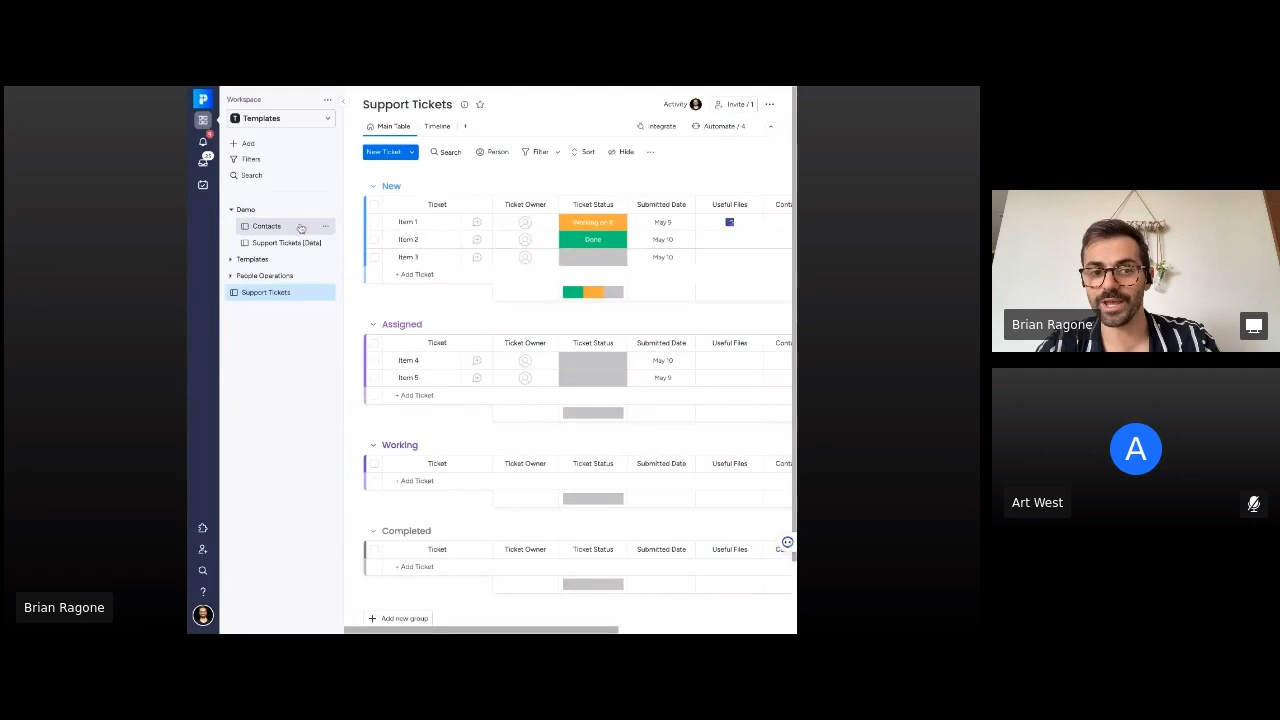 Workspace
Templates
Add
Filters
Search
Demo
Contacts
Support Tickets [Data]
Templates
People Operations
Support Tickets
Support Tickets
Activity
Invite / 1
Main Table
Timeline
+
Integrate
Automate / 4
New Ticket
Search
Person
Filter
Sort
Hide
New
Ticket Ticket Owner Ticket Status Submitted Date Useful Files
Item 1 Working on it May 9
Item 2 Done May 10
Item 3 May 10
+ Add Ticket
Assigned
Ticket Ticket Owner Ticket Status Submitted Date Useful Files
Item 4 May 10
Item 5 May 9
+ Add Ticket
Working
Ticket Ticket Owner Ticket Status Submitted Date Useful Files
+ Add Ticket
Completed
Ticket Ticket Owner Ticket Status Submitted Date Useful Files
+ Add Ticket
+ Add new group
Brian Ragone
Brian Ragone
A
Art West